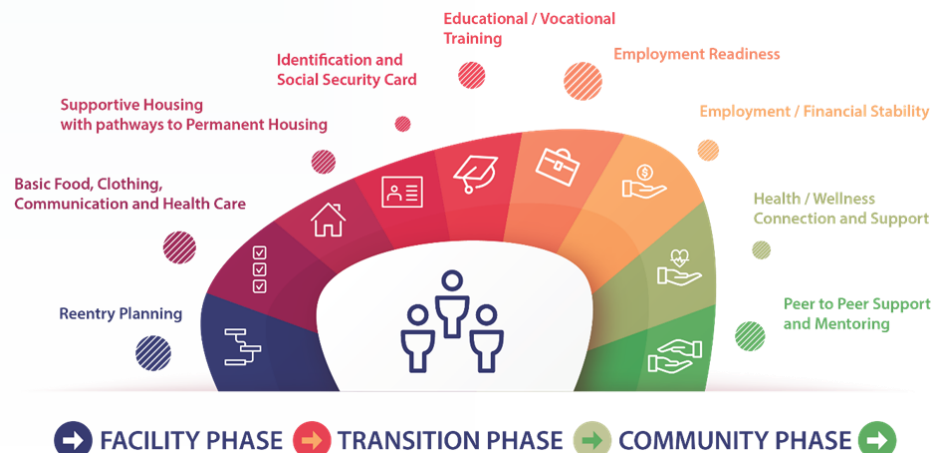 Educational / Vocational
Training
Identification and
Social Security Card
Employment Readiness
Supportive Housing
with pathways to Permanent Housing
Employment / Financial Stability
Basic Food, Clothing,
Communication and Health Care
Health / Wellness
Connection and Support
Reentry Planning
Peer to Peer Support
and Mentoring
$
FACILITY PHASE TRANSITION PHASE COMMUNITY PHASE